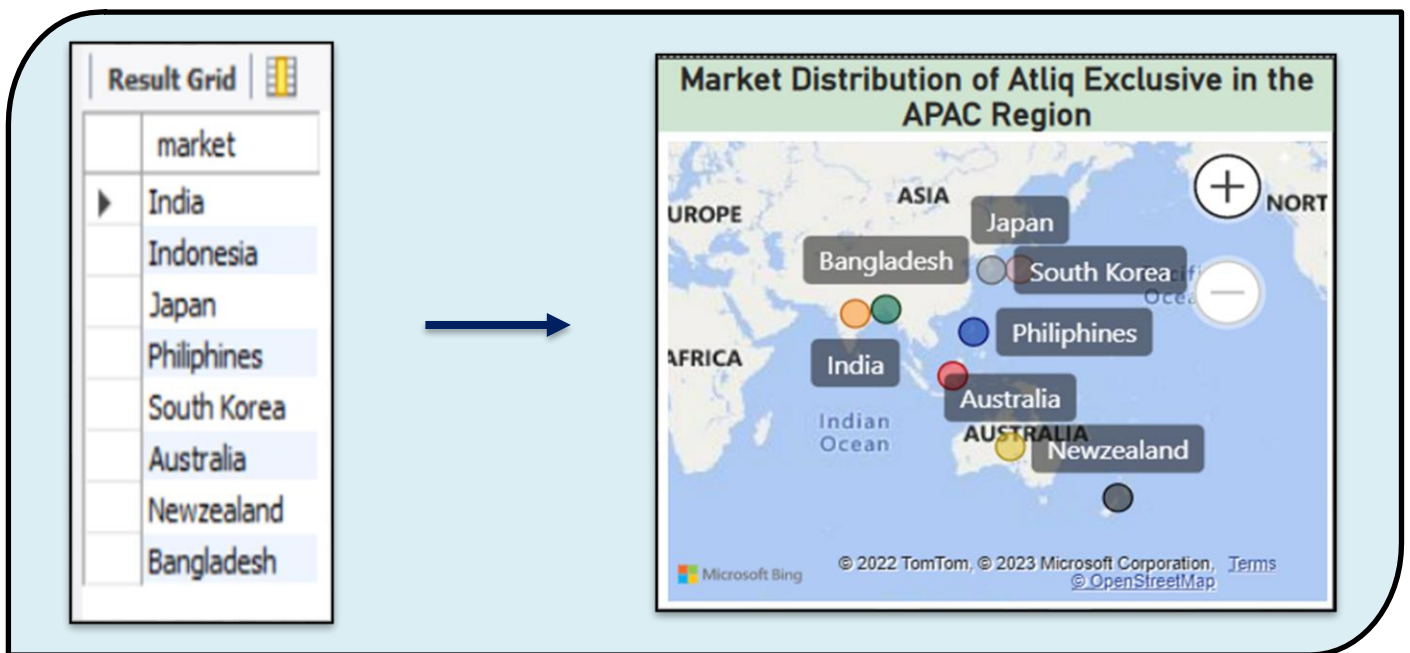 Result Grid
market
India
Indonesia
Japan
Philiphines
South Korea
Australia
Newzealand
Bangladesh
Market Distribution of Atliq Exclusive in the
APAC Region
ASIA
UROPE
NORT
Japan
Bangladesh
South Korea
Ocea
Philiphines
AFRICA
India
Australia
Indian
Ocean
AUSTRALIA
Newzealand
Microsoft Bing
© 2022 TomTom, © 2023 Microsoft Corporation, Terms
© OpenStreetMap